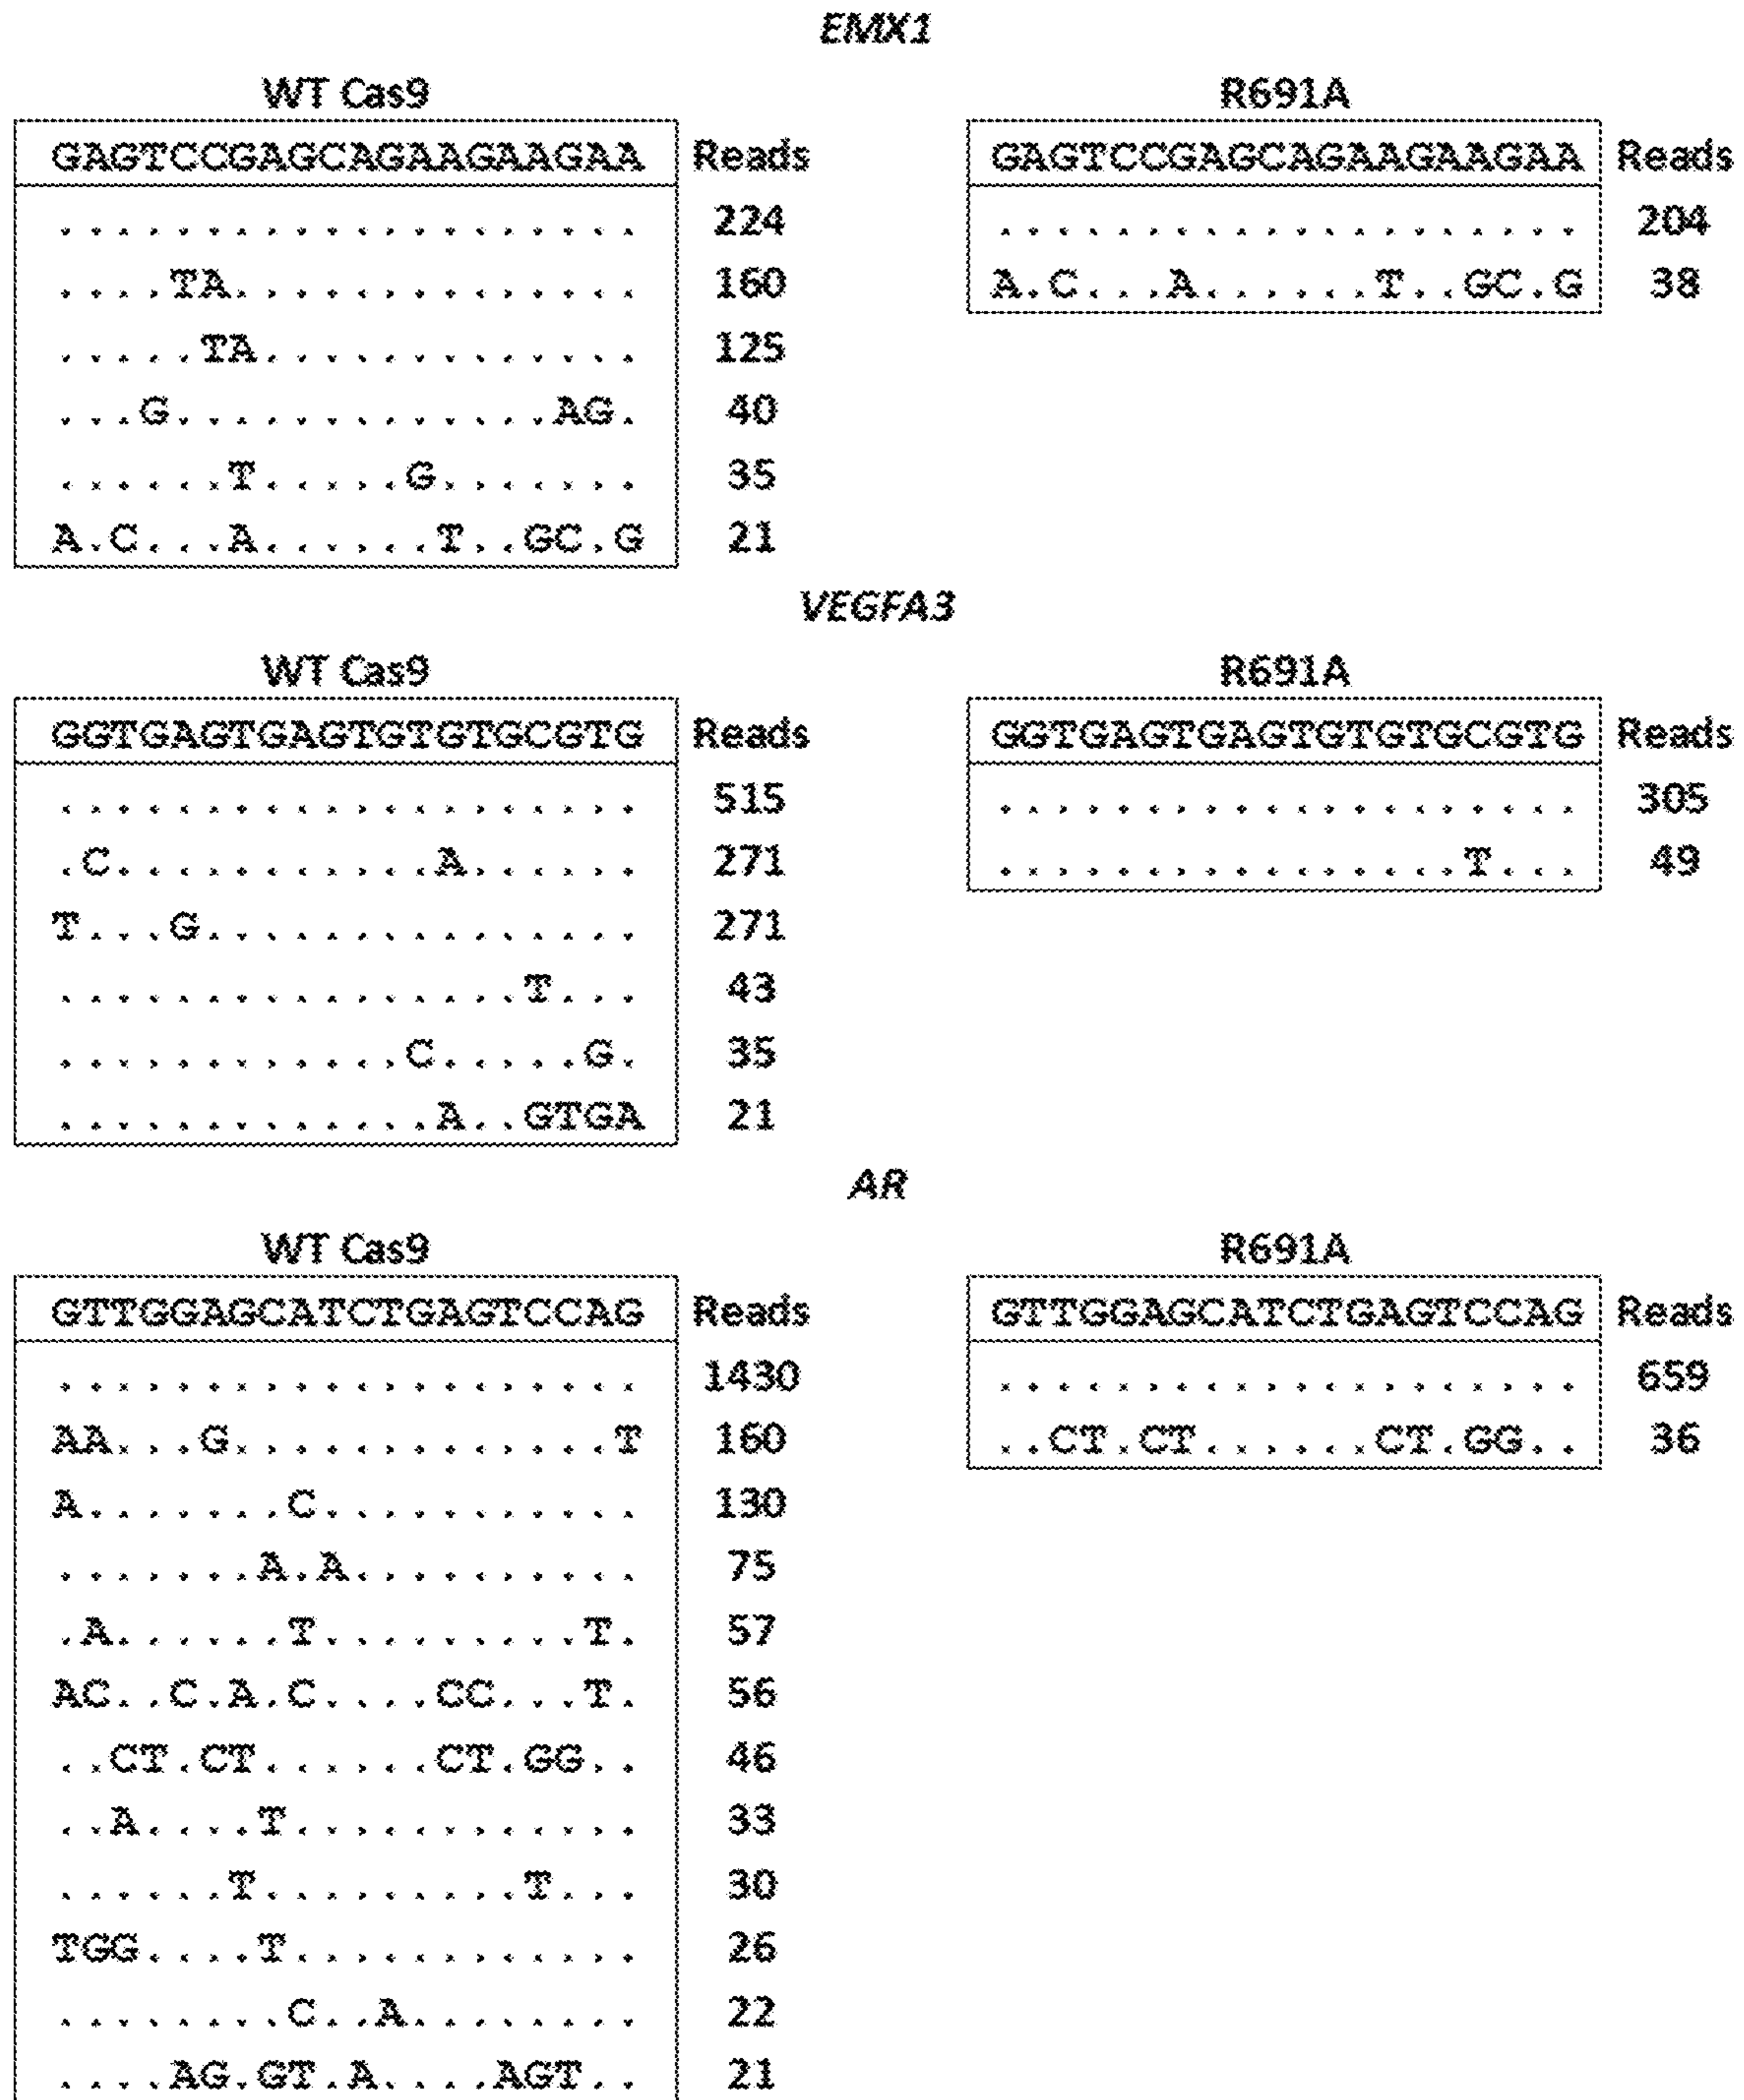 EMX1
WT Cas9 R691A
GAGTCCGAGCAGAAGAAGAA Reads GAGTCCGAGCAGAAGAAGAA Reads
.................... 224 .................... 204
....TA.............. 160 A.C...A......T..GC.G 38
.....TA............. 125
...G.............AG. 40
......T.....G....... 35
A.C...A......T..GC.G 21
VEGFA3
WT Cas9 R691A
GGTGAGTGAGTGTGTGCGTG Reads GGTGAGTGAGTGTGTGCGTG Reads
.................... 515 .................... 305
.C...........A...... 271 ................T... 49
T...G............... 271
................T... 43
............C.....G. 35
.............A..GTGA 21
AR
WT Cas9 R691A
GTTGGAGCATCTGAGTCCAG Reads GTTGGAGCATCTGAGTCCAG Reads
.................... 1430 .................... 659
AA...G.............T 160 ..CT.CT......CT.GG.. 36
A.......C........... 130
.......A.A.......... 75
.A......T.........T. 57
AC..C.A.C....CC...T. 56
..CT.CT......CT.GG.. 46
..A....T............ 33
......T.........T... 30
TGG....T............ 26
........C..A........ 22
....AG.GT.A....AGT.. 21